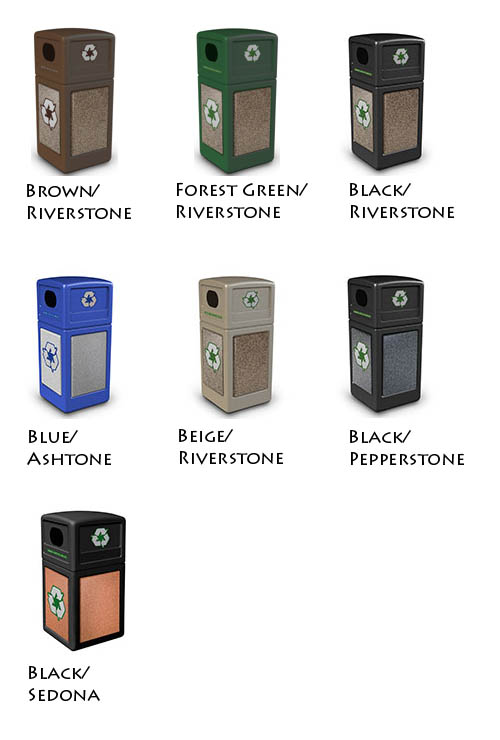 Brown/
Riverstone
Forest Green/
Riverstone
Black/
Riverstone
Blue/
Ashtone
Beige/
Riverstone
Black/
Pepperstone
Black/
Sedona